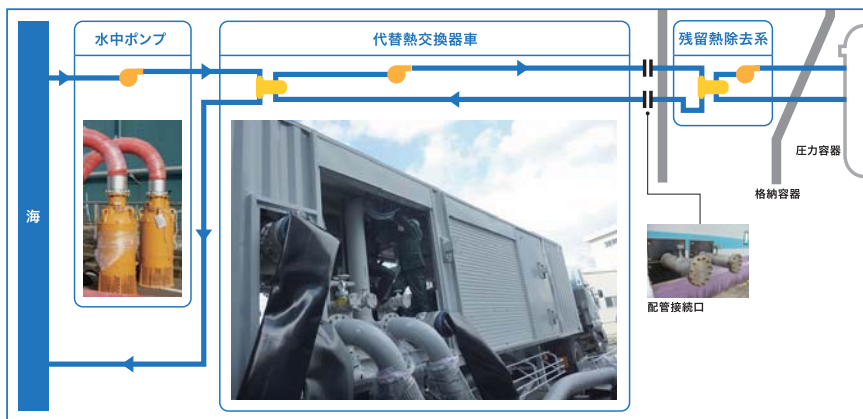 水中ポンプ
代替熱交換器車
残留熱除去系
圧力容器
格納容器
海
配管接続口